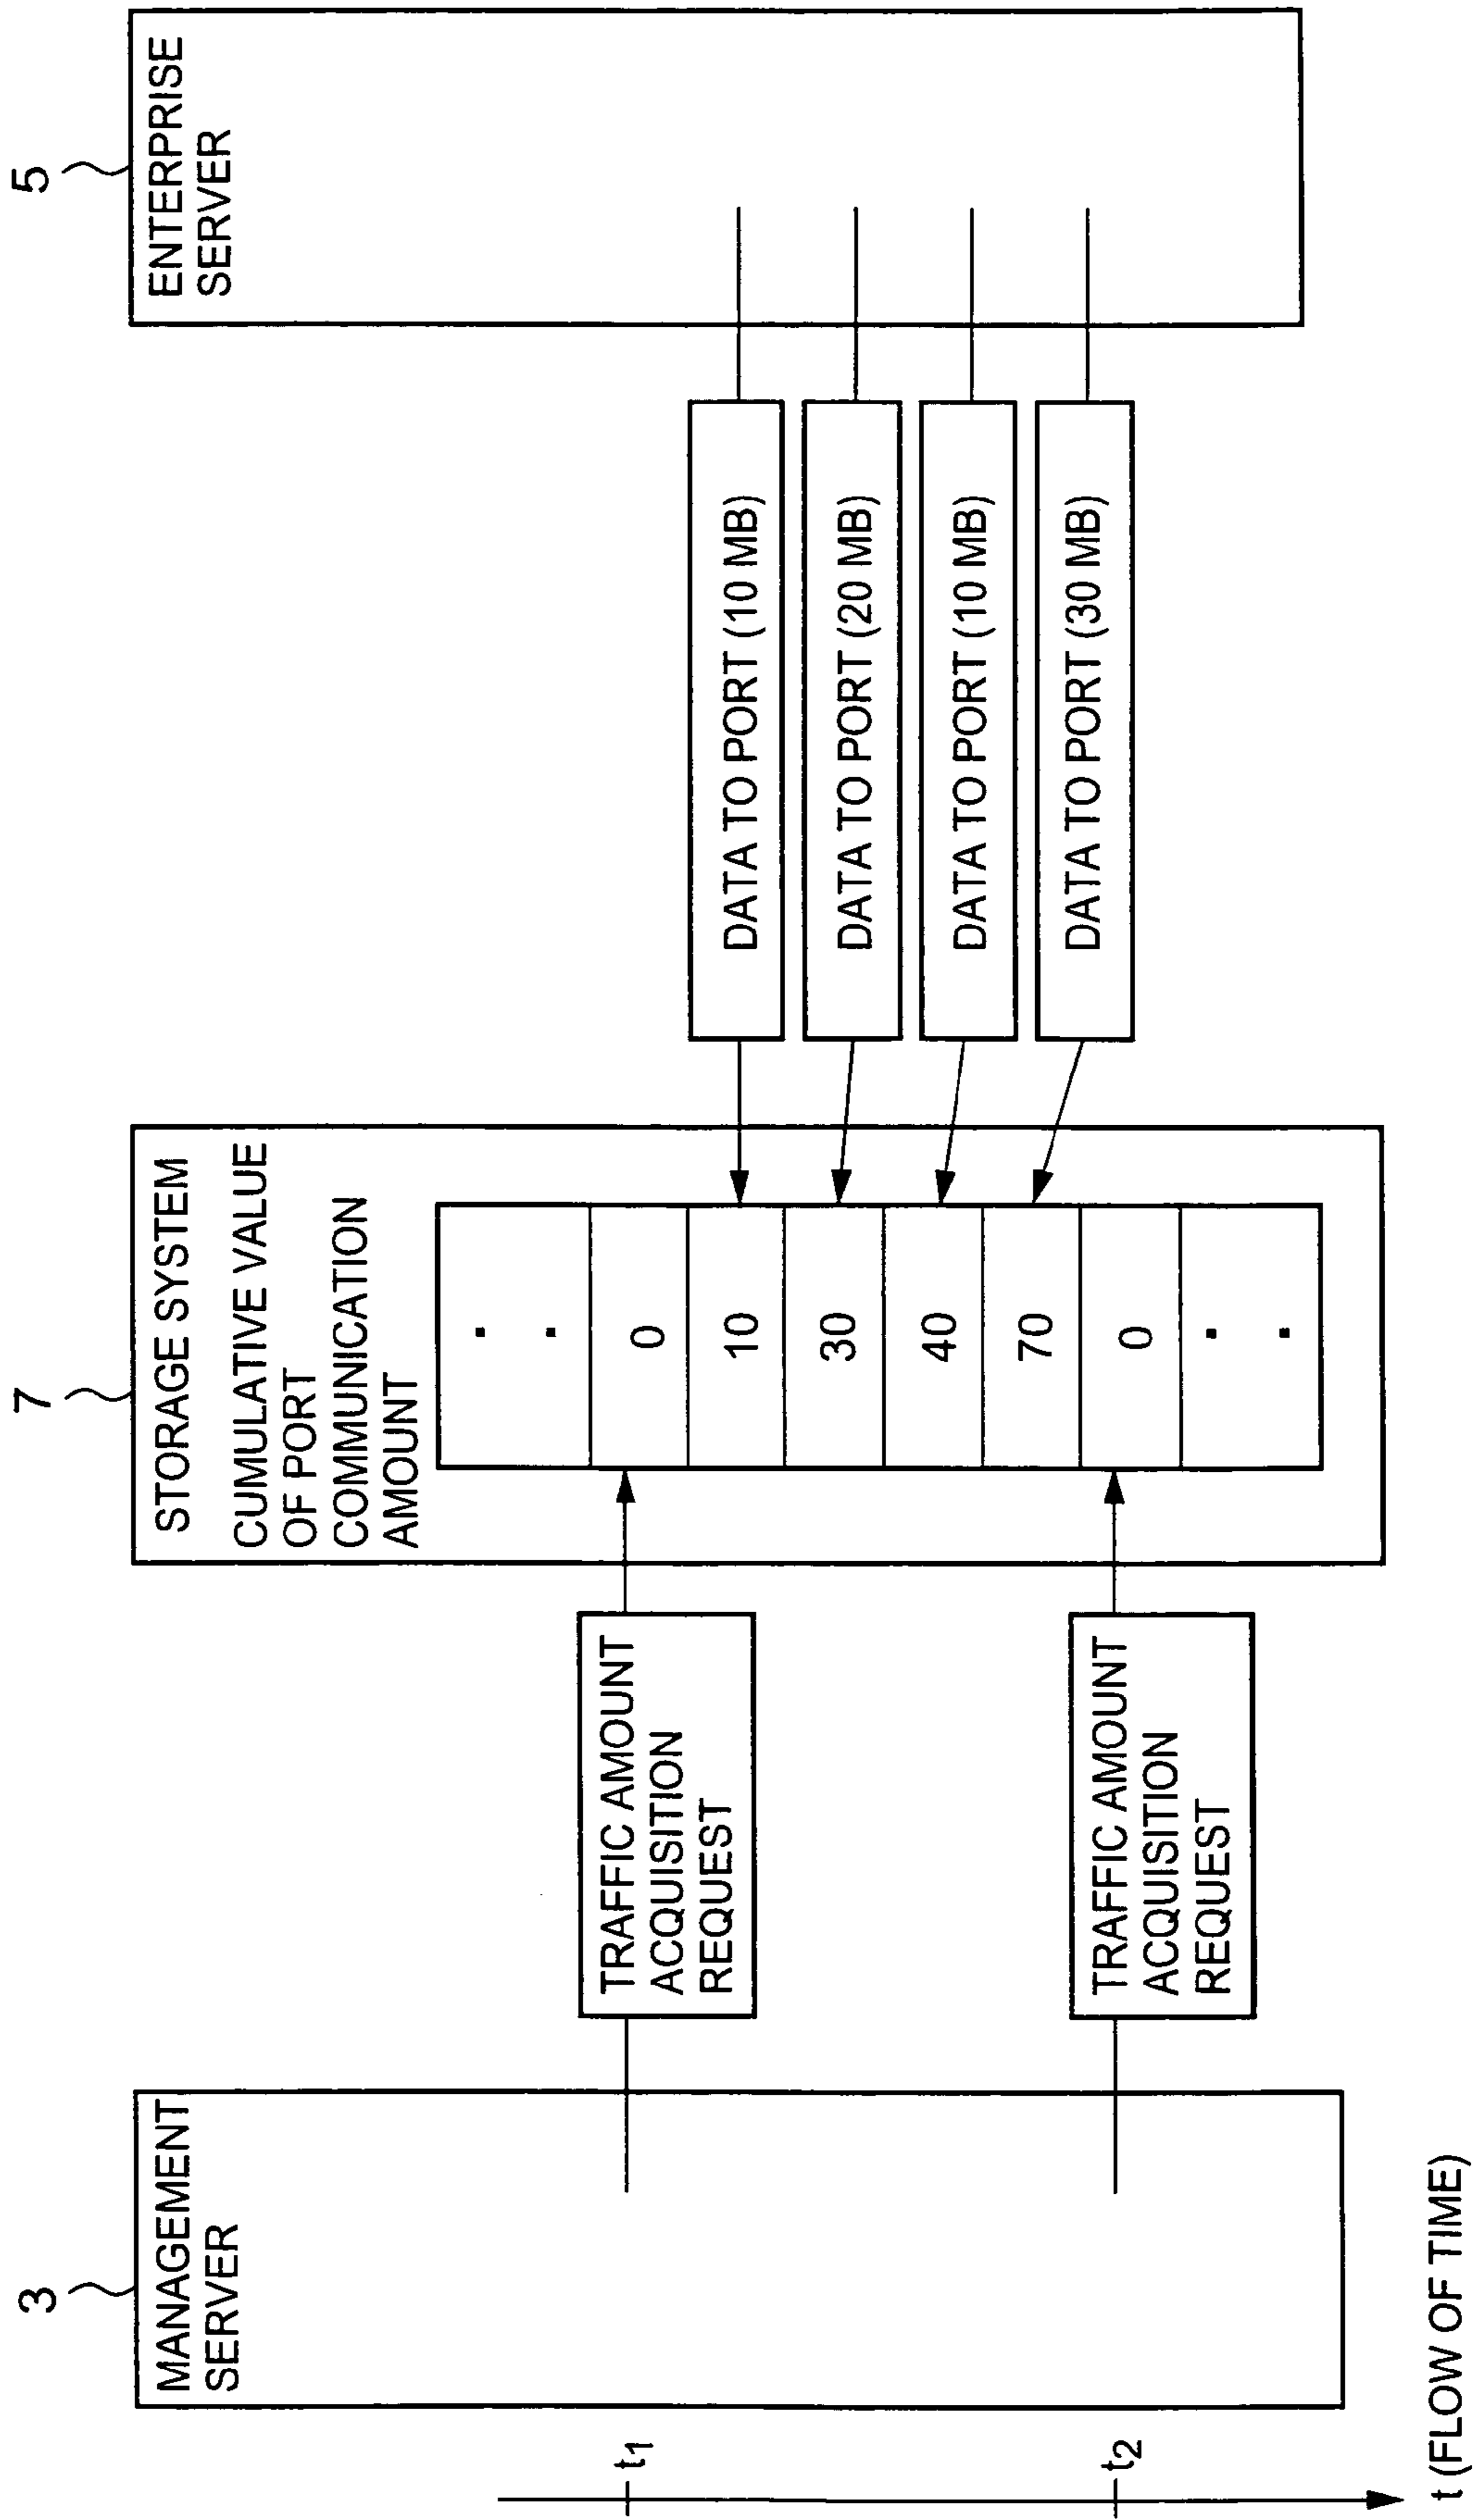 3
MANAGEMENT
SERVER
7
STORAGE SYSTEM
CUMULATIVE VALUE
OF PORT
COMMUNICATION
AMOUNT
.
.
0
10
30
40
70
0
.
.
5
ENTERPRISE
SERVER
t1
TRAFFIC AMOUNT
ACQUISITION
REQUEST
DATA TO PORT (10 MB)
DATA TO PORT (20 MB)
DATA TO PORT (10 MB)
DATA TO PORT (30 MB)
t2
TRAFFIC AMOUNT
ACQUISITION
REQUEST
t (FLOW OF TIME)